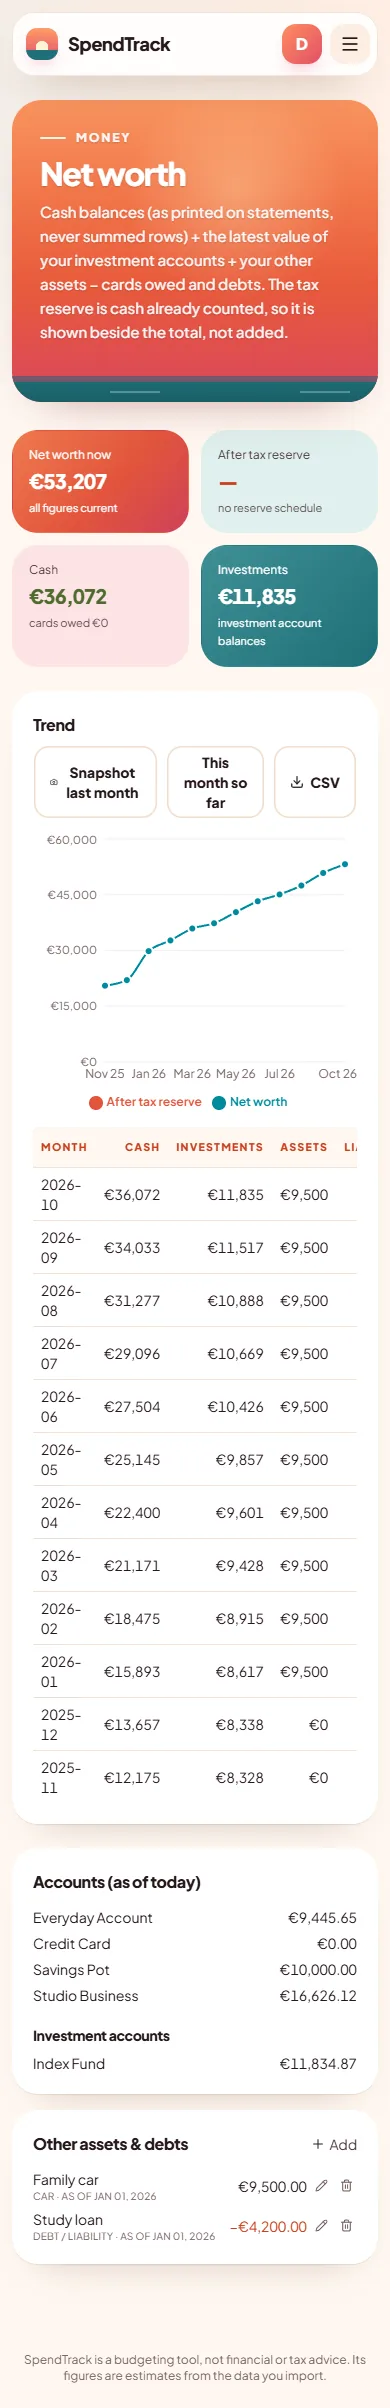 SpendTrack
D
MONEY
Net worth
Cash balances (as printed on statements,
never summed rows) + the latest value of
your investment accounts + your other
assets – cards owed and debts. The tax
reserve is cash already counted, so it is
shown beside the total, not added.
Net worth now
€53,207
all figures current
After tax reserve
—
no reserve schedule
Cash
€36,072
cards owed €0
Investments
€11,835
investment account
balances
Trend
Snapshot
last month
This
month so
far
CSV
€60,000
€45,000
€30,000
€15,000
€0
Nov 25 Jan 26 Mar 26 May 26 Jul 26 Oct 26
After tax reserve Net worth
MONTH CASH INVESTMENTS ASSETS
2026-
10 €36,072 €11,835 €9,500
2026-
09 €34,033 €11,517 €9,500
2026-
08 €31,277 €10,888 €9,500
2026-
07 €29,096 €10,669 €9,500
2026-
06 €27,504 €10,426 €9,500
2026-
05 €25,145 €9,857 €9,500
2026-
04 €22,400 €9,601 €9,500
2026-
03 €21,171 €9,428 €9,500
2026-
02 €18,475 €8,915 €9,500
2026-
01 €15,893 €8,617 €9,500
2025-
12 €13,657 €8,338 €0
2025-
11 €12,175 €8,328 €0
Accounts (as of today)
Everyday Account €9,445.65
Credit Card €0.00
Savings Pot €10,000.00
Studio Business €16,626.12
Investment accounts
Index Fund €11,834.87
Other assets & debts + Add
Family car €9,500.00
CAR · AS OF JAN 01, 2026
Study loan −€4,200.00
DEBT / LIABILITY · AS OF JAN 01, 2026
SpendTrack is a budgeting tool, not financial or tax advice. Its
figures are estimates from the data you import.